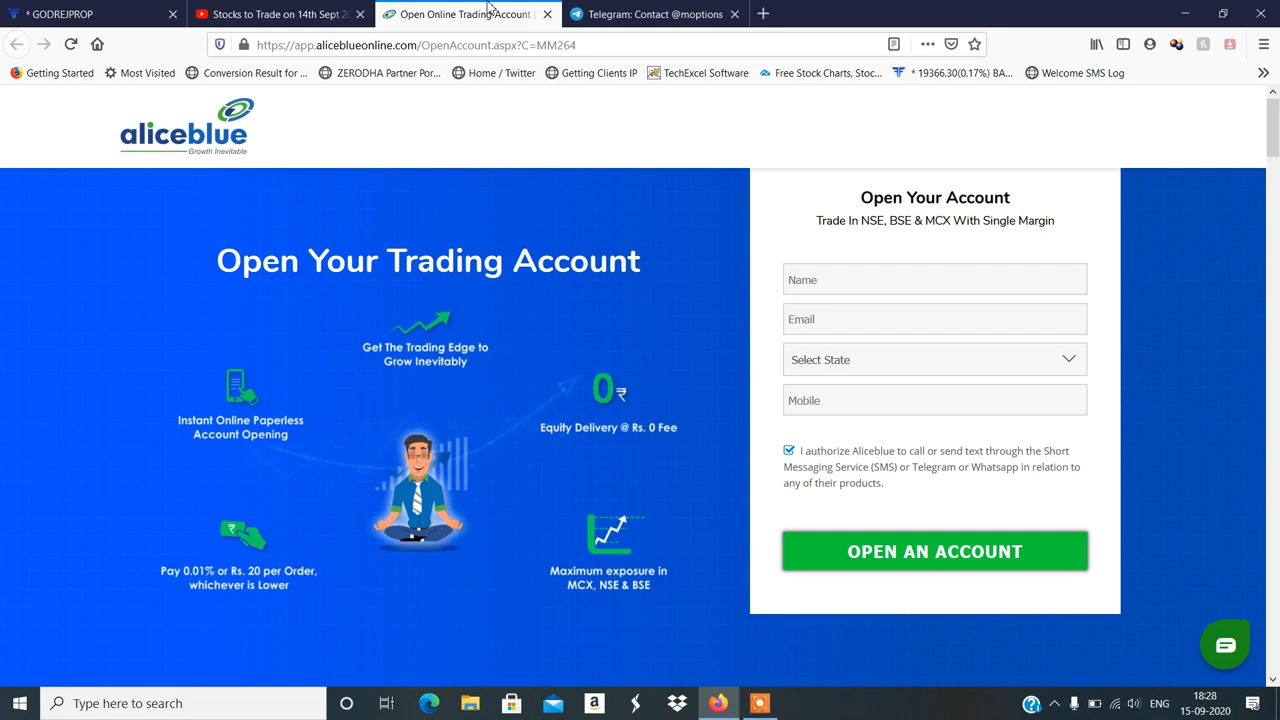 * GODREJPROP
Stocks to Trade on 14th Sept 20
Open Online Trading Account |
Telegram: Contact @moptions
https://app.aliceblueonline.com/OpenAccount.aspx?C=MM264
Getting Started
Most Visited
Conversion Result for ...
ZERODHA Partner Por...
Home / Twitter
Getting Clients IP
TechExcel Software
Free Stock Charts, Stoc...
* 19366.30(0.17%) BA...
Welcome SMS Log
aliceblue
Growth Inevitable
Open Your Trading Account
Get The Trading Edge to
Grow Inevitably
Instant Online Paperless
Account Opening
0₹
Equity Delivery @ Rs. 0 Fee
Pay 0.01% or Rs. 20 per Order,
whichever is Lower
Maximum exposure in
MCX, NSE & BSE
Open Your Account
Trade In NSE, BSE & MCX With Single Margin
Name
Email
Select State
Mobile
I authorize Aliceblue to call or send text through the Short
Messaging Service (SMS) or Telegram or Whatsapp in relation to
any of their products.
OPEN AN ACCOUNT
Type here to search
ENG
18:28
15-09-2020